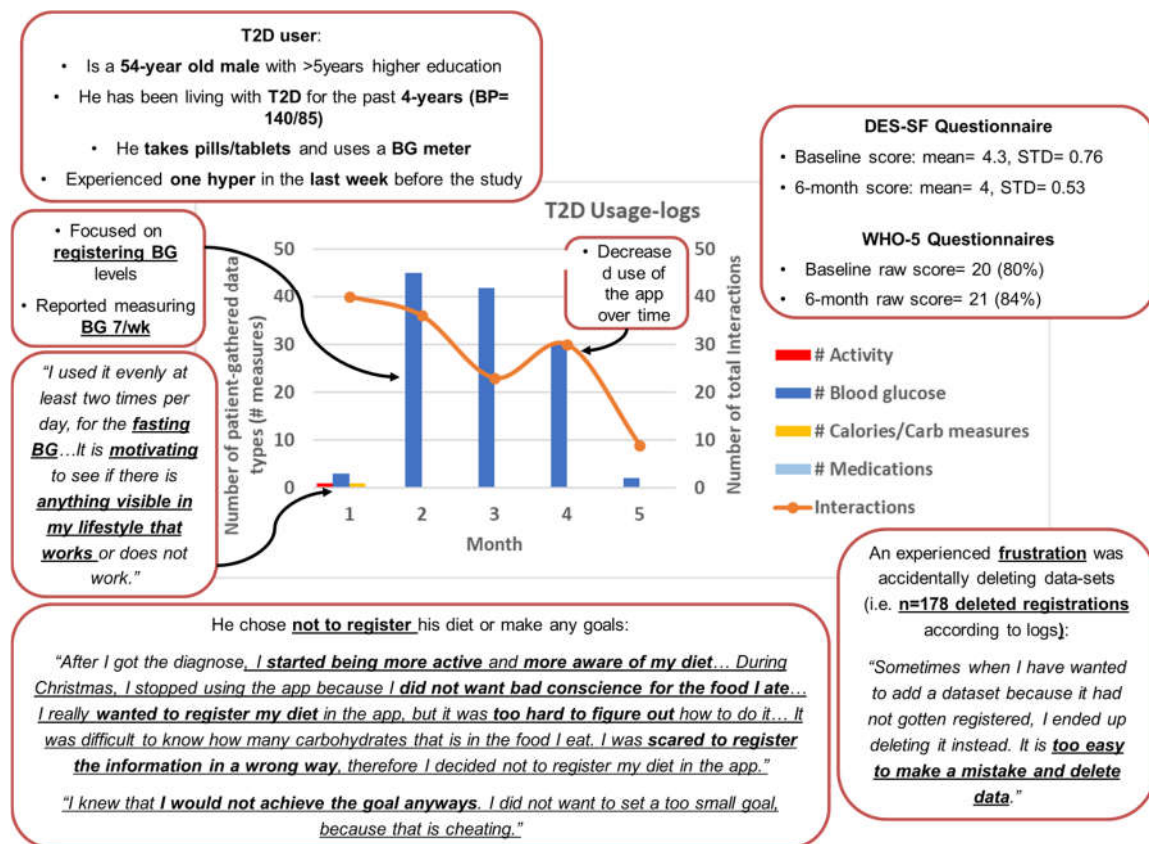 T2D user:
• Is a 54-year old male with >5years higher education
• He has been living with T2D for the past 4-years (BP=
140/85)
• He takes pills/tablets and uses a BG meter
• Experienced one hyper in the last week before the study
DES-SF Questionnaire
• Baseline score: mean= 4.3, STD= 0.76
• 6-month score: mean= 4, STD= 0.53
WHO-5 Questionnaires
• Baseline raw score= 20 (80%)
• 6-month raw score= 21 (84%)
• Focused on
registering BG
levels
• Reported measuring
BG 7/wk
T2D Usage-logs
• Decrease
d use of
the app
over time
Number of patient-gathered data
types (# measures)
50
40
30
20
10
0
1 2 3 4 5
Month
50
40
30
20
10
0
Number of total Interactions
# Activity
# Blood glucose
# Calories/Carb measures
# Medications
Interactions
“I used it evenly at
least two times per
day, for the fasting
BG…It is motivating
to see if there is
anything visible in
my lifestyle that
works or does not
work.”
He chose not to register his diet or make any goals:
“After I got the diagnose, I started being more active and more aware of my diet… During
Christmas, I stopped using the app because I did not want bad conscience for the food I ate…
I really wanted to register my diet in the app, but it was too hard to figure out how to do it… It
was difficult to know how many carbohydrates that is in the food I eat. I was scared to register
the information in a wrong way, therefore I decided not to register my diet in the app.”
“I knew that I would not achieve the goal anyways. I did not want to set a too small goal,
because that is cheating.”
An experienced frustration was
accidentally deleting data-sets
(i.e. n=178 deleted registrations
according to logs):
“Sometimes when I have wanted
to add a dataset because it had
not gotten registered, I ended up
deleting it instead. It is too easy
to make a mistake and delete
data.”